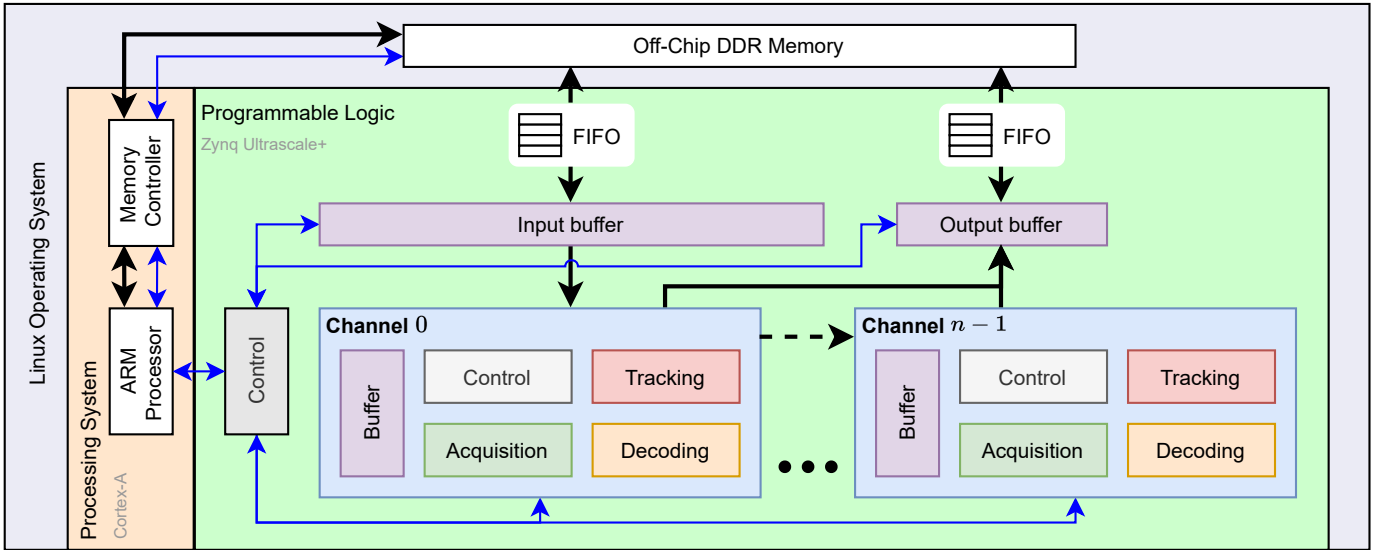 Off-Chip DDR Memory
Linux Operating System
Processing System
Cortex-A
Memory
Controller
ARM
Processor
Programmable Logic
Zynq Ultrascale+
FIFO
FIFO
Input buffer
Output buffer
Control
Channel 0
Buffer
Control
Tracking
Acquisition
Decoding
Channel n − 1
Buffer
Control
Tracking
Acquisition
Decoding